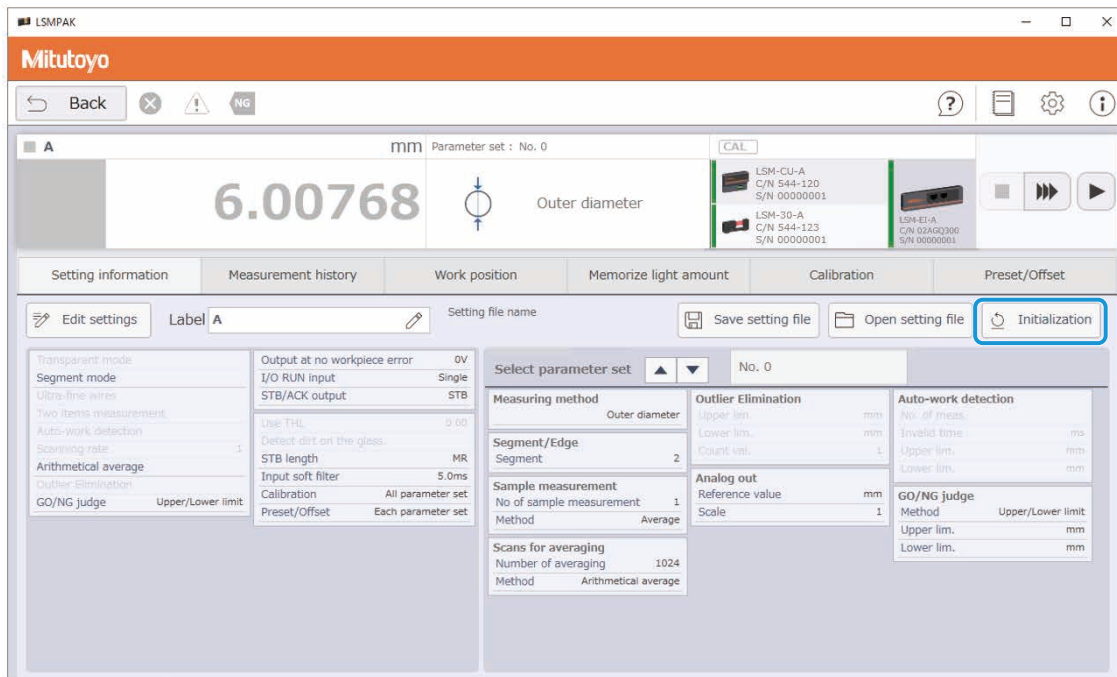 LSMPAK
Mitutoyo
Back
NG
A
mm
Parameter set : No. 0
6.00768
Outer diameter
CAL
LSM-CU-A
C/N 544-120
S/N 00000001
LSM-30-A
C/N 544-123
S/N 00000001
LSM-EI-A
C/N 02AGQ300
S/N 00000001
Setting information
Measurement history
Work position
Memorize light amount
Calibration
Preset/Offset
Edit settings
Label A
Setting file name
Save setting file
Open setting file
Initialization
Transparent mode
Segment mode
Ultra-fine wires
Two items measurement
Auto-work detection
Scanning rate 1
Arithmetical average
Outlier Elimination
GO/NG judge Upper/Lower limit
Output at no workpiece error 0V
I/O RUN input Single
STB/ACK output STB
Use THL 0 00
Detect dirt on the glass.
STB length MR
Input soft filter 5.0ms
Calibration All parameter set
Preset/Offset Each parameter set
Select parameter set
No. 0
Measuring method
Outer diameter
Segment/Edge
Segment 2
Sample measurement
No of sample measurement 1
Method Average
Scans for averaging
Number of averaging 1024
Method Arithmetical average
Outlier Elimination
Upper lim. mm
Lower lim. mm
Count val. 1
Analog out
Reference value mm
Scale 1
Auto-work detection
No. of meas.
Invalid time ms
Upper lim. mm
Lower lim. mm
GO/NG judge
Method Upper/Lower limit
Upper lim. mm
Lower lim. mm